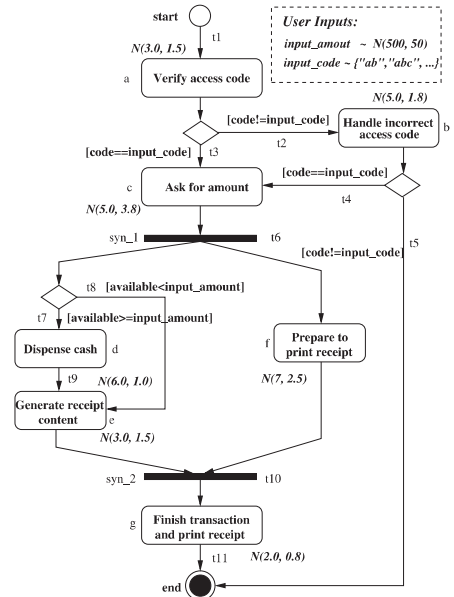 start
User Inputs:
input_amout ~ N(500, 50)
input_code ~ {"ab","abc", ...}
t1
N(3.0, 1.5)
a
Verify access code
N(5.0, 1.8)
[code!=input_code]
t2
Handle incorrect
access code
b
t3
[code==input_code]
[code==input_code]
t4
c
Ask for amount
N(5.0, 3.8)
syn_1
t6
t5
[code!=input_code]
t8
[available<input_amount]
t7
[available>=input_amount]
Dispense cash
d
f
Prepare to
print receipt
t9
N(6.0, 1.0)
N(7, 2.5)
Generate receipt
content
e
N(3.0, 1.5)
syn_2
t10
g
Finish transaction
and print receipt
t11
N(2.0, 0.8)
end